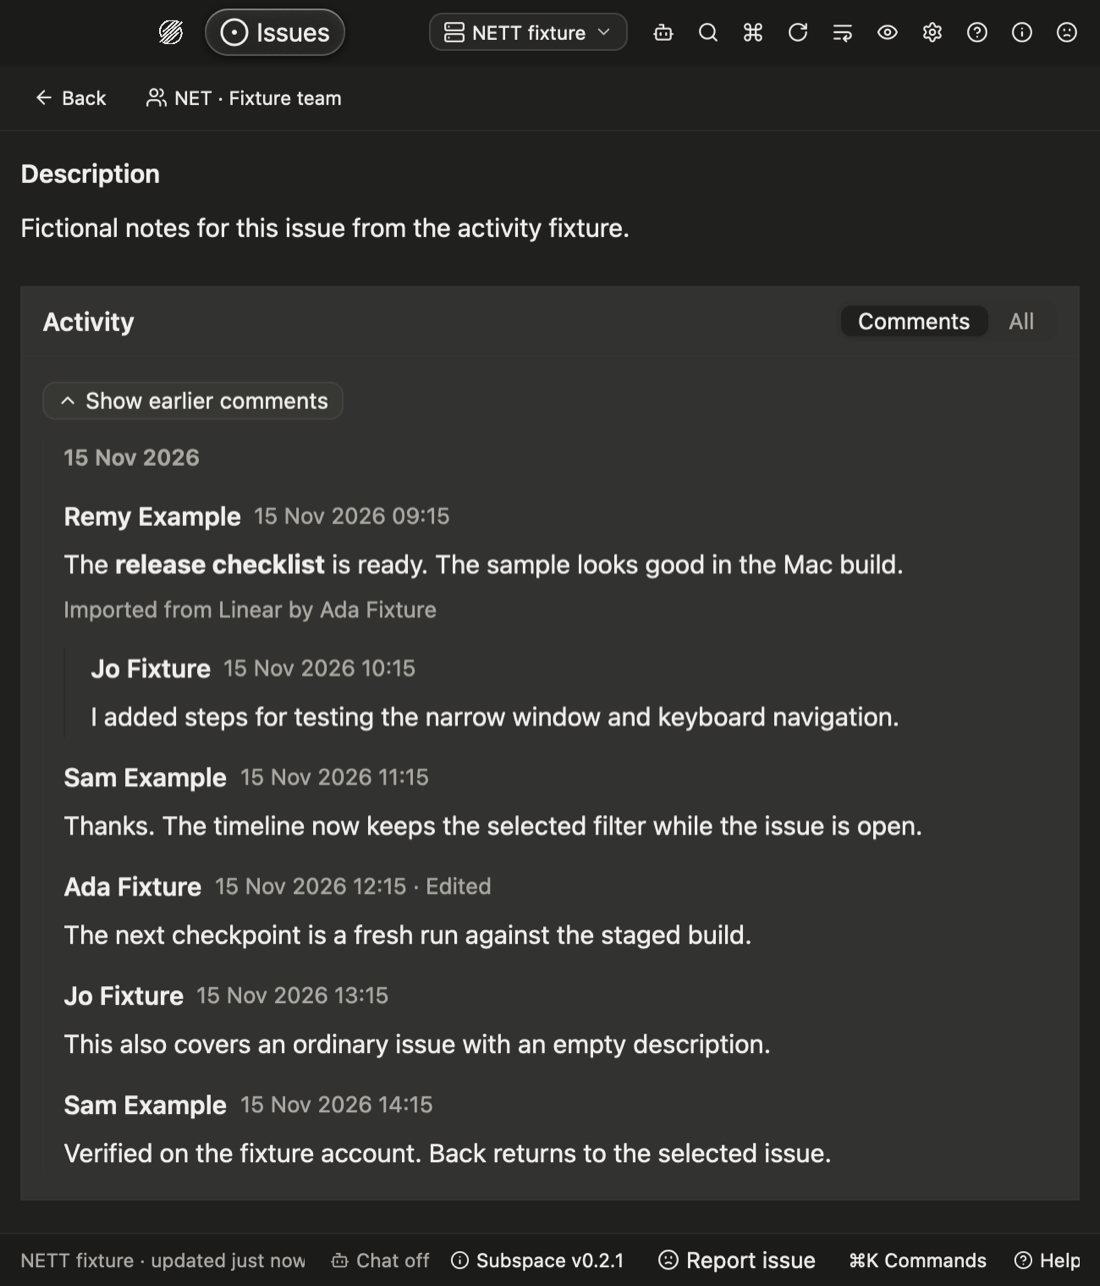 Issues
NETT fixture
Back
NET · Fixture team
Description
Fictional notes for this issue from the activity fixture.
Activity
Comments
All
Show earlier comments
15 Nov 2026
Remy Example 15 Nov 2026 09:15
The release checklist is ready. The sample looks good in the Mac build.
Imported from Linear by Ada Fixture
Jo Fixture 15 Nov 2026 10:15
I added steps for testing the narrow window and keyboard navigation.
Sam Example 15 Nov 2026 11:15
Thanks. The timeline now keeps the selected filter while the issue is open.
Ada Fixture 15 Nov 2026 12:15 · Edited
The next checkpoint is a fresh run against the staged build.
Jo Fixture 15 Nov 2026 13:15
This also covers an ordinary issue with an empty description.
Sam Example 15 Nov 2026 14:15
Verified on the fixture account. Back returns to the selected issue.
NETT fixture · updated just now
Chat off
Subspace v0.2.1
Report issue
⌘K Commands
Help